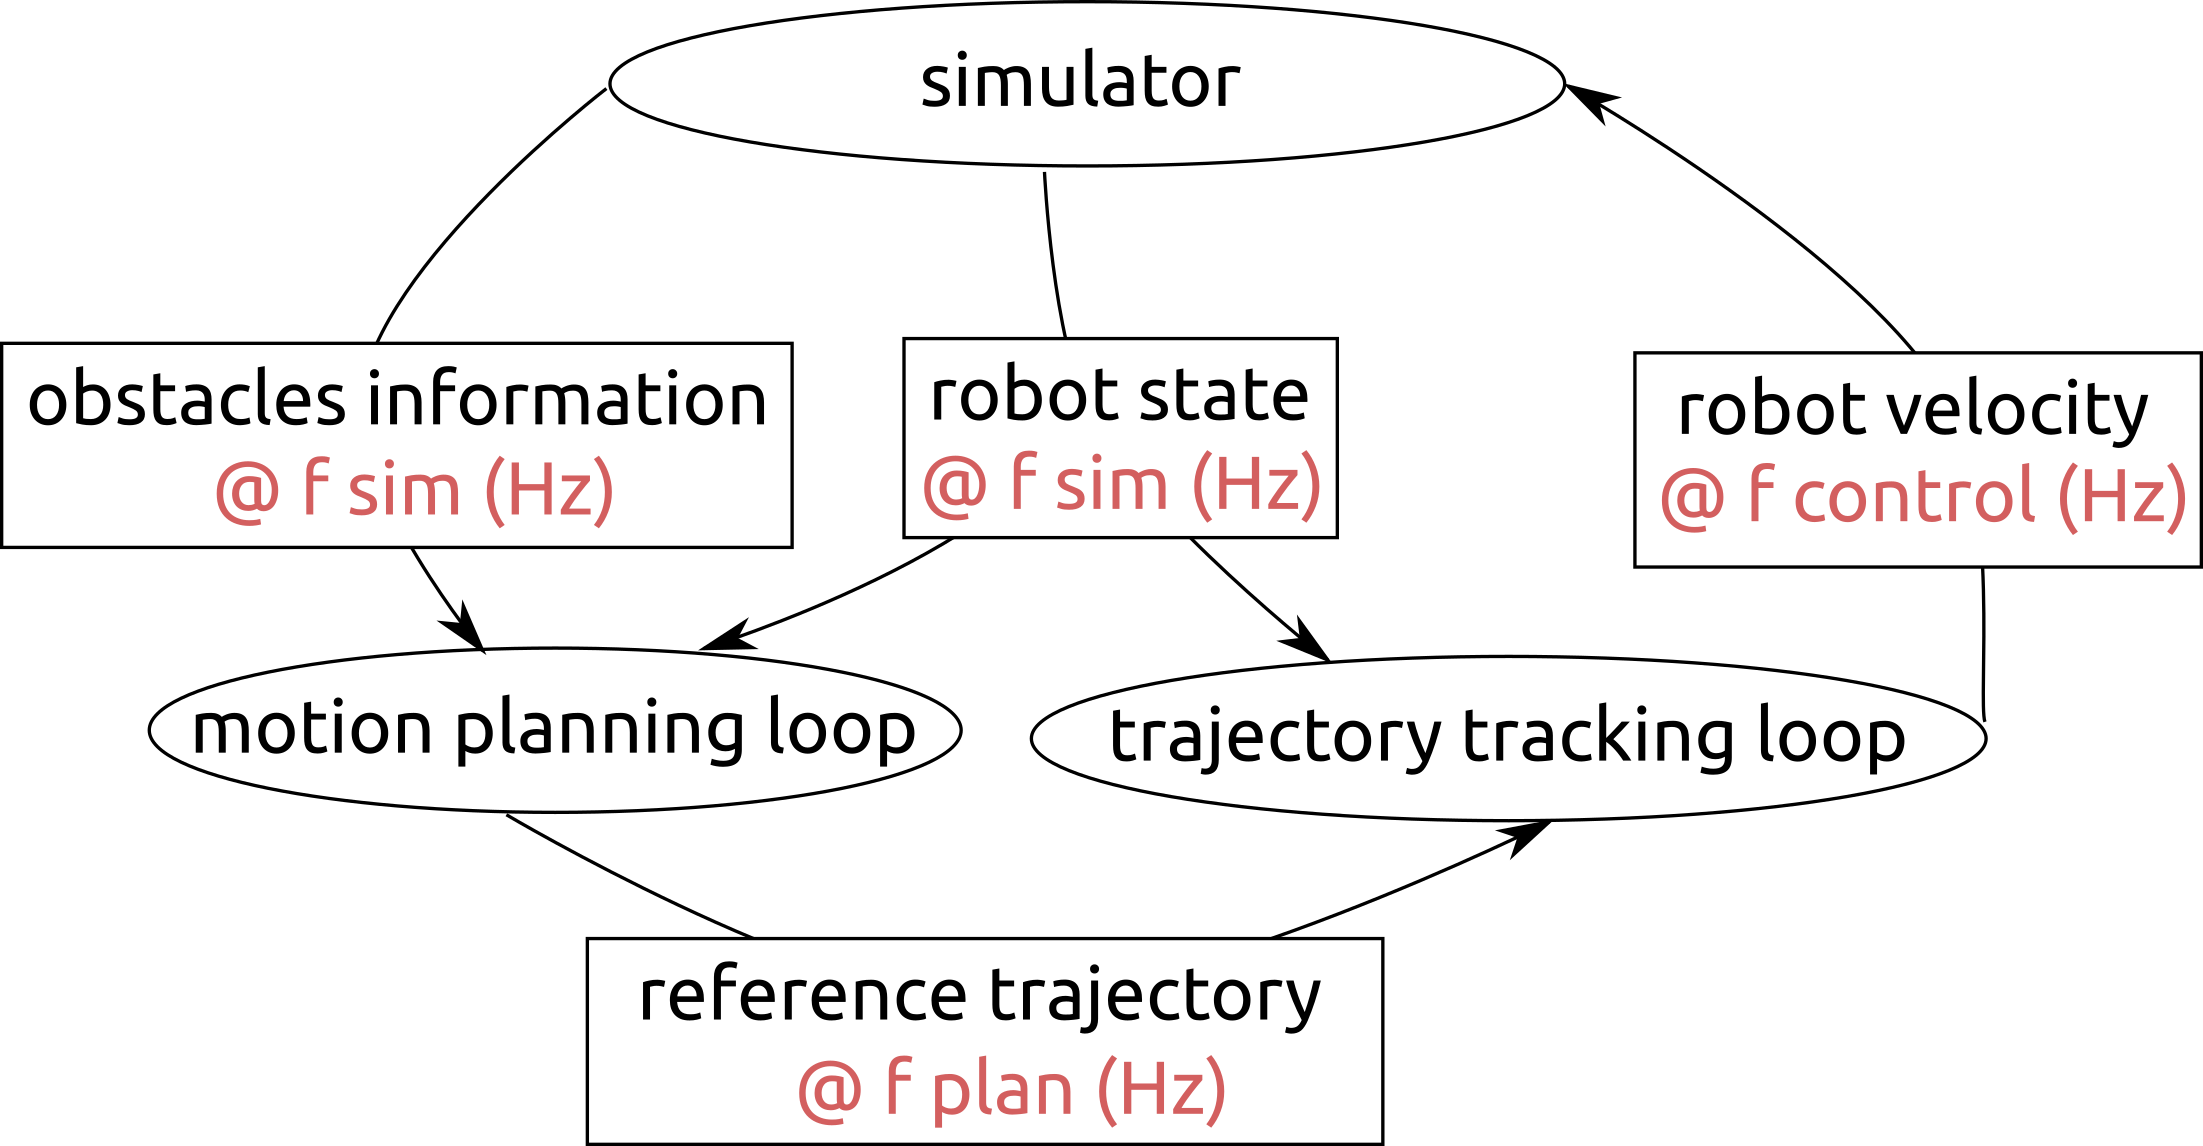 simulator
obstacles information
@ f sim (Hz)
robot state
@ f sim (Hz)
robot velocity
@ f control (Hz)
motion planning loop
trajectory tracking loop
reference trajectory
@ f plan (Hz)